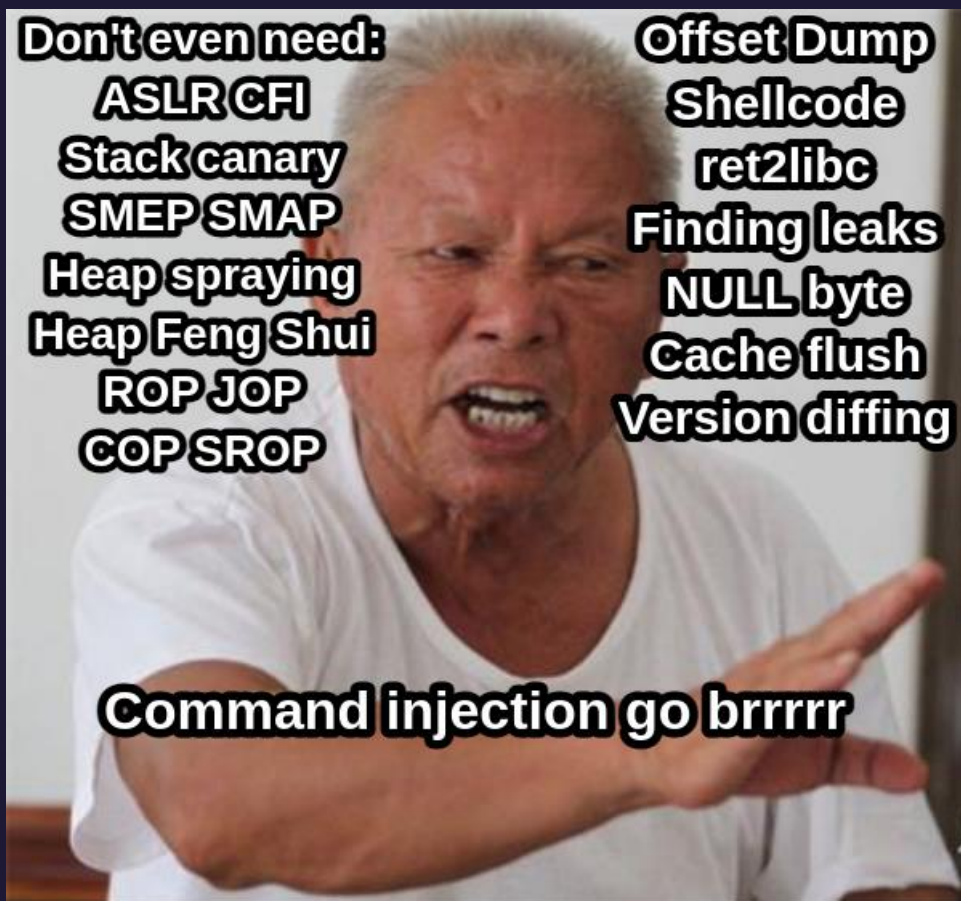 Don't even need:
ASLR CFI
Stack canary
SMEP SMAP
Heap spraying
Heap Feng Shui
ROP JOP
COP SROP
Offset Dump
Shellcode
ret2libc
Finding leaks
NULL byte
Cache flush
Version diffing
Command injection go brrrrr